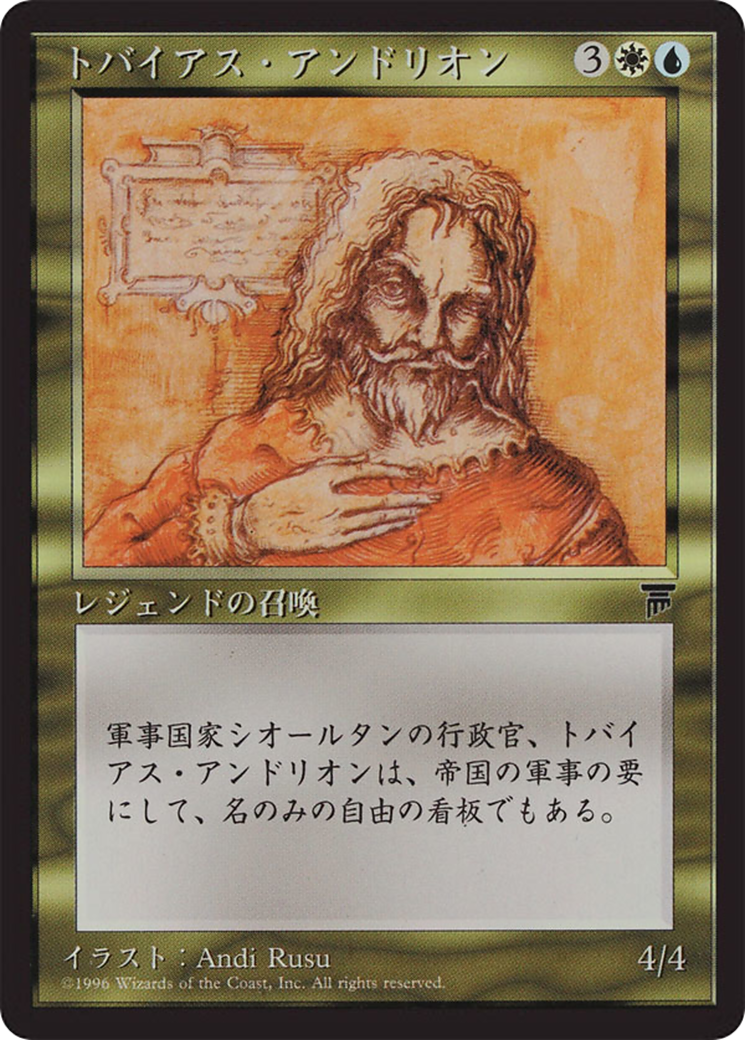 トバイアス・アンドリオン 3
レジェンドの召喚
軍事国家シオールタンの行政官、トバイ
アス・アンドリオンは、帝国の軍事の要
にして、名のみの自由の看板でもある。
イラスト：Andi Rusu 4/4
©1996 Wizards of the Coast, Inc. All rights reserved.